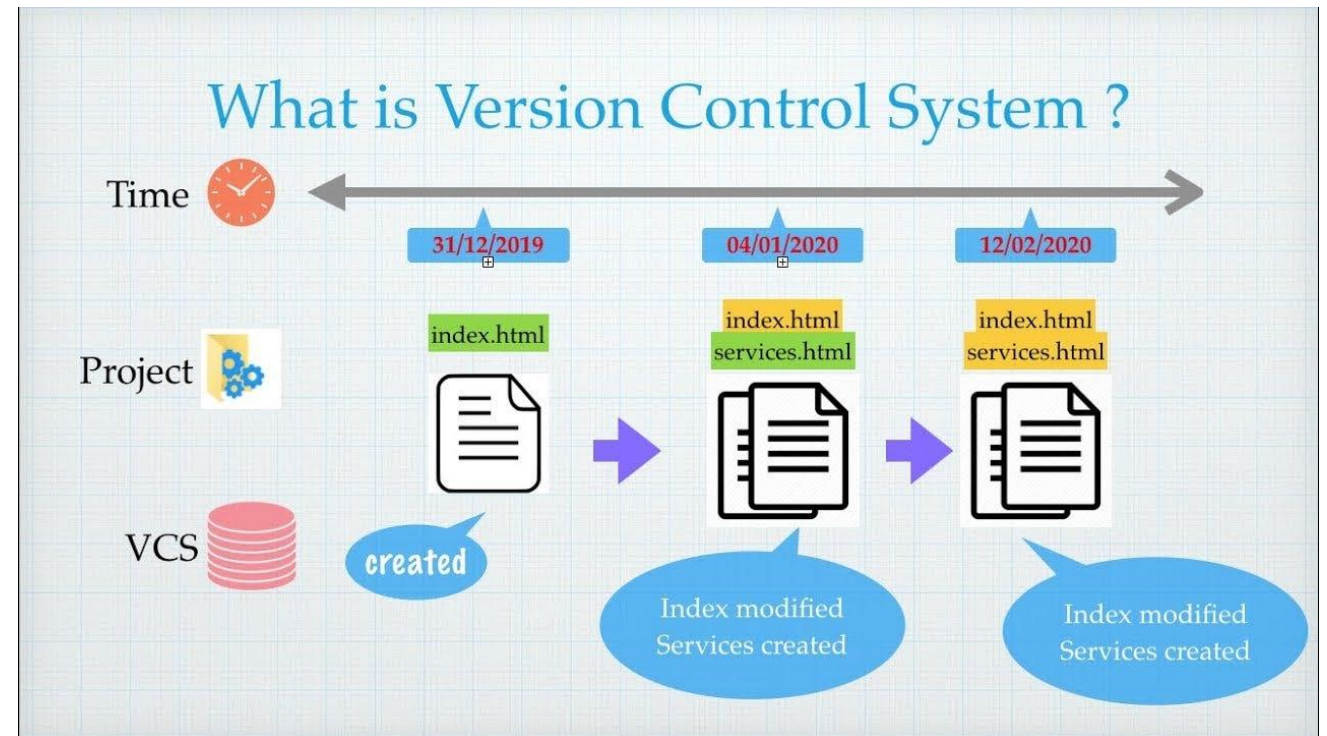 What is Version Control System ?
Time
31/12/2019
04/01/2020
12/02/2020
Project
index.html
index.html
services.html
index.html
services.html
VCS
created
Index modified
Services created
Index modified
Services created